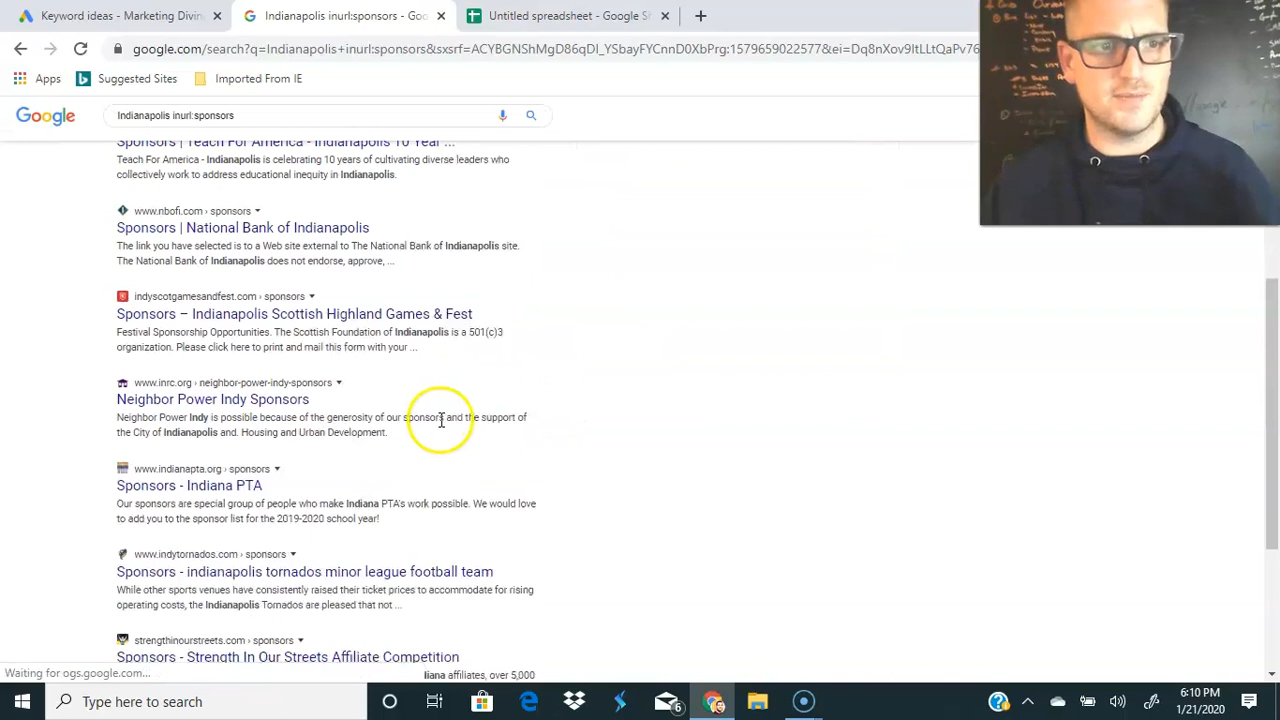 Keyword ideas - Marketing Divin
Indianapolis inurl:sponsors - Goo
Untitled spreadsheet - Google S
google.com/search?q=Indianapolis+inurl:sponsors&sxsrf=
Apps
Suggested Sites
Imported From IE
Google
Indianapolis inurl:sponsors
Sponsors | Teach For America - Indianapolis 10 Year ...
Teach For America - Indianapolis is celebrating 10 years of cultivating diverse leaders who
collectively work to address educational inequity in Indianapolis.
www.nbofi.com › sponsors
Sponsors | National Bank of Indianapolis
The link you have selected is to a Web site external to The National Bank of Indianapolis site.
The National Bank of Indianapolis does not endorse, approve, ...
indyscotgamesandfest.com › sponsors
Sponsors – Indianapolis Scottish Highland Games & Fest
Festival Sponsorship Opportunities. The Scottish Foundation of Indianapolis is a 501(c)3
organization. Please click here to print and mail this form with your ...
www.inrc.org › neighbor-power-indy-sponsors
Neighbor Power Indy Sponsors
Neighbor Power Indy is possible because of the generosity of our sponsors and the support of
the City of Indianapolis and. Housing and Urban Development.
www.indianapta.org › sponsors
Sponsors - Indiana PTA
Our sponsors are special group of people who make Indiana PTA's work possible. We would love
to add you to the sponsor list for the 2019-2020 school year!
www.indytornados.com › sponsors
Sponsors - indianapolis tornados minor league football team
While other sports venues have consistently raised their ticket prices to accommodate for rising
operating costs, the Indianapolis Tornados are pleased that not ...
strengthinourstreets.com › sponsors
Sponsors - Strength In Our Streets Affiliate Competition
liana affiliates, over 5,000
Waiting for ogs.google.com...
Type here to search
6
6:10 PM
1/21/2020